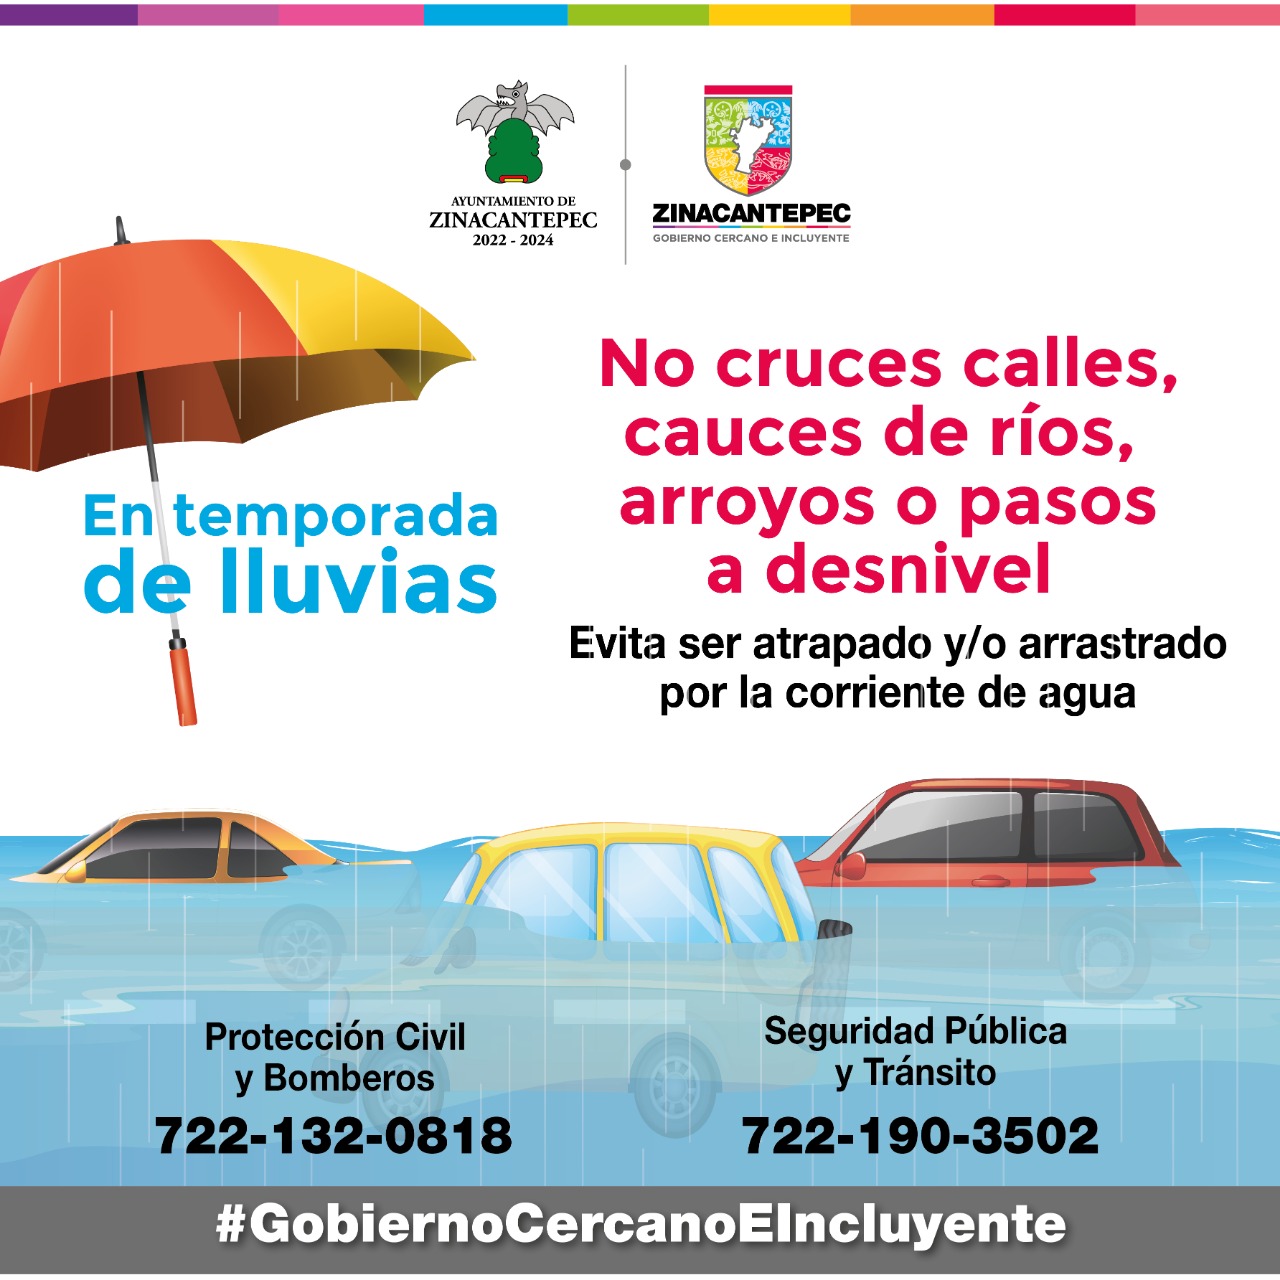 AYUNTAMIENTO DE
ZINACANTEPEC
2022 - 2024
ZINACANTEPEC
GOBIERNO CERCANO E INCLUYENTE
En temporada
de lluvias
No cruces calles,
cauces de ríos,
arroyos o pasos
a desnivel
Evita ser atrapado y/o arrastrado
por la corriente de agua
Protección Civil
y Bomberos
722-132-0818
Seguridad Pública
y Tránsito
722-190-3502
#GobiernoCercanoEIncluyente